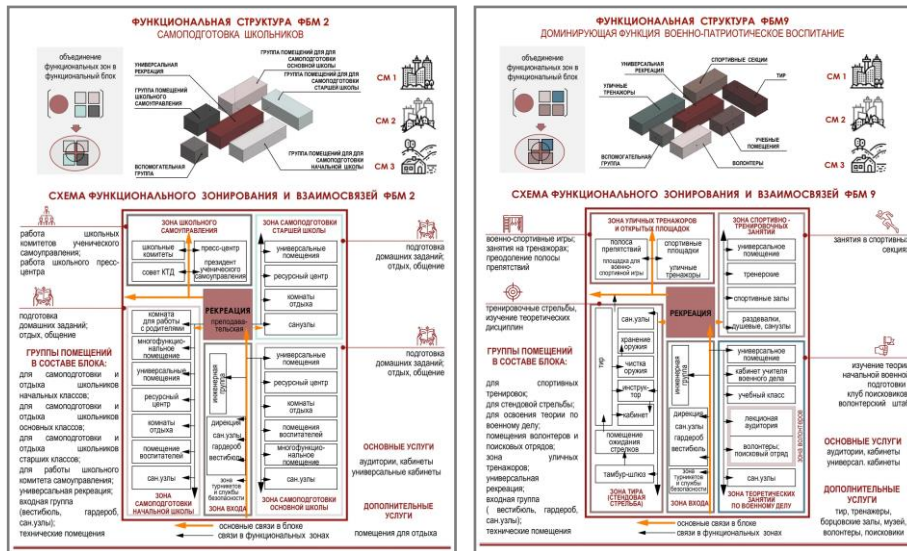 ФУНКЦИОНАЛЬНАЯ СТРУКТУРА ФБМ 2
САМОПОДГОТОВКА ШКОЛЬНИКОВ
объединение
функциональных зон в
функциональный блок
УНИВЕРСАЛЬНАЯ
РЕКРЕАЦИЯ
ГРУППА ПОМЕЩЕНИЙ
ШКОЛЬНОГО
САМОУПРАВЛЕНИЯ
ВСПОМОГАТЕЛЬНАЯ
ГРУППА
ГРУППА ПОМЕЩЕНИЙ ДЛЯ ДЛЯ
САМОПОДГОТОВКИ
ОСНОВНОЙ ШКОЛЫ
ГРУППА ПОМЕЩЕНИЙ ДЛЯ ДЛЯ
САМОПОДГОТОВКИ
СТАРШЕЙ ШКОЛЫ
ГРУППА ПОМЕЩЕНИЙ ДЛЯ ДЛЯ
САМОПОДГОТОВКИ
НАЧАЛЬНОЙ ШКОЛЫ
СМ 1
СМ 2
СМ 3
СХЕМА ФУНКЦИОНАЛЬНОГО ЗОНИРОВАНИЯ И ВЗАИМОСВЯЗЕЙ ФБМ 2
работа школьных
комитетов ученического
самоуправления;
работа школьного пресс-
центра
подготовка
домашних заданий;
отдых, общение
ГРУППЫ ПОМЕЩЕНИЙ
В СОСТАВЕ БЛОКА:
для самоподготовки и
отдыха школьников
начальных классов;
для самоподготовки и
отдыха школьников
основных классов;
для самоподготовки и
отдыха школьников
старших классов;
для работы школьного
комитета самоуправления;
универсальная рекреация;
входная группа
(вестибюль, гардероб,
сан.узлы);
технические помещения
ЗОНА ШКОЛЬНОГО
САМОУПРАВЛЕНИЯ
школьные
комитеты
пресс-центр
совет КТД
президент
ученического
самоуправления
ЗОНА САМОПОДГОТОВКИ
СТАРШЕЙ ШКОЛЫ
универсальные
помещения
ресурсный центр
комнаты
отдыха
санузлы
РЕКРЕАЦИЯ
преподава-
тельская
комната
для работы
с родителями
многофункцио-
нальное
помещение
универсальные
помещения
ресурсный
центр
комнаты
отдыха
помещение
воспитателей
сан.узлы
ЗОНА
САМОПОДГОТОВКИ
НАЧАЛЬНОЙ ШКОЛЫ
инженерная
группа
дирекция
сан.узлы
гардероб
вестибюль
зона
турникетов
и службы
безопасности
ЗОНА ВХОДА
универсальные
помещения
ресурсный центр
комнаты
отдыха
помещения
воспитателей
многофункцио-
нальное
помещение
сан.узлы
ЗОНА
САМОПОДГОТОВКИ
ОСНОВНОЙ ШКОЛЫ
подготовка
домашних заданий;
отдых, общение
подготовка
домашних заданий;
отдых, общение
ОСНОВНЫЕ УСЛУГИ
аудитории, кабинеты
универсальные кабинеты
ДОПОЛНИТЕЛЬНЫЕ
УСЛУГИ
помещения для отдыха
основные связи в блоке
связи в функциональных зонах
ФУНКЦИОНАЛЬНАЯ СТРУКТУРА ФБМ9
ДОМИНИРУЮЩАЯ ФУНКЦИЯ ВОЕННО-ПАТРИОТИЧЕСКОЕ ВОСПИТАНИЕ
объединение
функциональных зон в
функциональный блок
УНИВЕРСАЛЬНАЯ
РЕКРЕАЦИЯ
СПОРТИВНЫЕ СЕКЦИИ
УЛИЧНЫЕ
ТРЕНАЖОРЫ
ТИР
ВСПОМОГАТЕЛЬНАЯ
ГРУППА
УЧЕБНЫЕ
ПОМЕЩЕНИЯ
ВОЛОНТЕРЫ
СМ 1
СМ 2
СМ 3
СХЕМА ФУНКЦИОНАЛЬНОГО ЗОНИРОВАНИЯ И ВЗАИМОСВЯЗЕЙ ФБМ 9
военно-спортивные игры;
занятия на тренажорах;
преодоление полосы
препятствий
тренировочные стрельбы,
изучение теоретических
дисциплин
ГРУППЫ ПОМЕЩЕНИЙ
В СОСТАВЕ БЛОКА:
для спортивных
тренировок;
для стендовой стрельбы;
для освоения теории по
военному делу;
помещения волонтеров и
поисковых отрядов;
зона уличных
тренажоров;
универсальная
рекреация;
входная группа
( вестибюль, гардероб,
сан.узлы);
технические помещения
ЗОНА УЛИЧНЫХ ТРЕНАЖОРОВ
И ОТКРЫТЫХ ПЛОЩАДОК
полоса
препятствий
спортивные
площадки
площадка для
военно-
спортивной игры
уличные
тренажоры
ЗОНА СПОРТИВНО-
ТРЕНИРОВОЧНЫХ
ЗАНЯТИЙ
универсальное
помещение
тренерские
спортивные залы
раздевалки,
душевые, санузлы
РЕКРЕАЦИЯ
тир
сан.узлы
хранение
оружия
чистка
оружия
инструк-
тор
кабинет
помещение
ожидания
стрелков
тамбур-шлюз
ЗОНА ТИРА
(СТЕНДОВАЯ
СТРЕЛЬБА)
инженерная
группа
дирекция
сан.узлы
гардероб
вестибюль
зона
турникетов
и службы
безопасности
ЗОНА ВХОДА
универсальное
помещение
кабинет учителя
военного дела
учебный класс
лекционная
аудитория
волонтеры;
поисковый отряд
зона волонтеров
сан.узлы
ЗОНА
ТЕОРЕТИЧЕСКИХ
ЗАНЯТИЙ
ПО ВОЕННОМУ ДЕЛУ
занятия в спортивных
секциях
изучение теории
начальной военной
подготовки
клуб поисковиков
волонтерский штаб
ОСНОВНЫЕ УСЛУГИ
аудитории, кабинеты
универсал. кабинеты
ДОПОЛНИТЕЛЬНЫЕ
УСЛУГИ
тир, тренажеры,
борцовские залы, музей,
волонтеры, поисковики
основные связи в блоке
связи в функциональных зонах